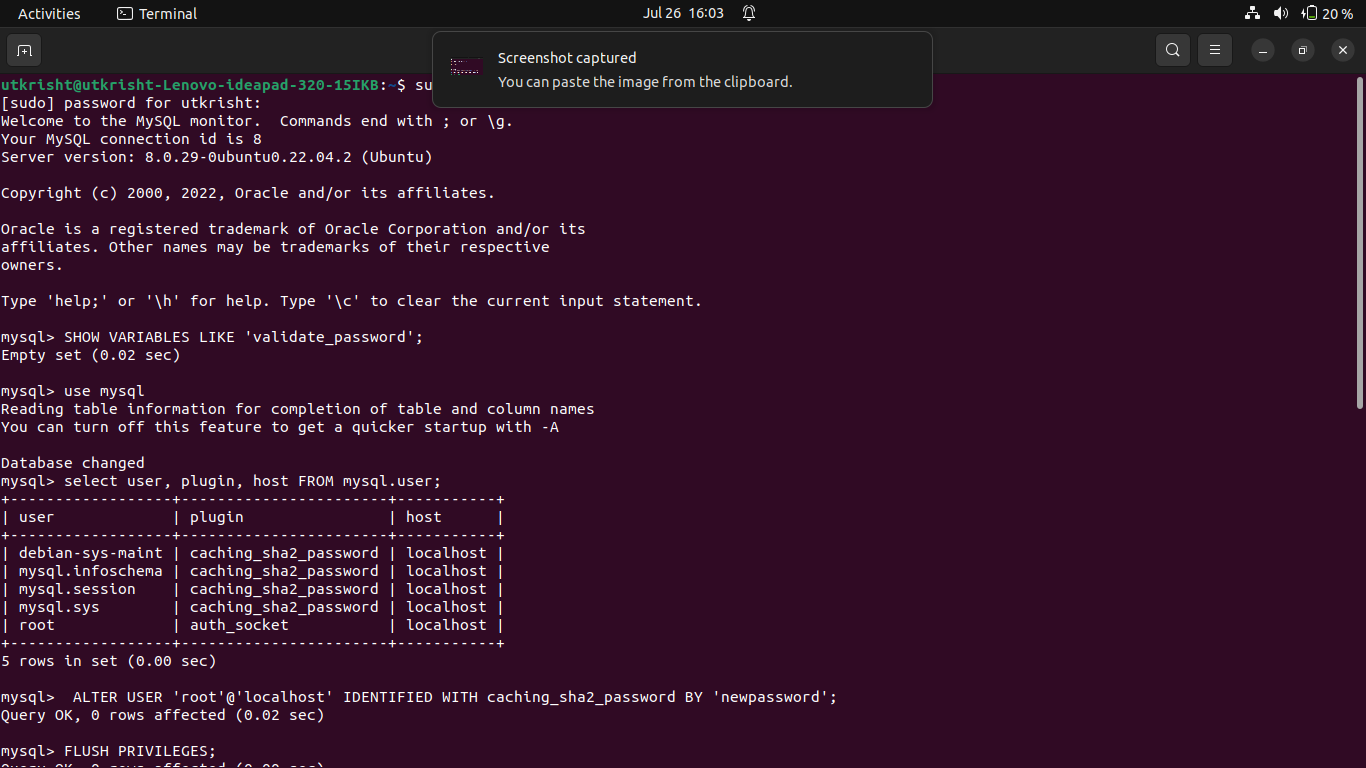 Activities Terminal Jul 26 16:03 20 %
Screenshot captured
You can paste the image from the clipboard.
utkrisht@utkrisht-Lenovo-ideapad-320-15IKB:~$ su
[sudo] password for utkrisht:
Welcome to the MySQL monitor.  Commands end with ; or \g.
Your MySQL connection id is 8
Server version: 8.0.29-0ubuntu0.22.04.2 (Ubuntu)
Copyright (c) 2000, 2022, Oracle and/or its affiliates.
Oracle is a registered trademark of Oracle Corporation and/or its
affiliates. Other names may be trademarks of their respective
owners.
Type 'help;' or '\h' for help. Type '\c' to clear the current input statement.
mysql> SHOW VARIABLES LIKE 'validate_password';
Empty set (0.02 sec)
mysql> use mysql
Reading table information for completion of table and column names
You can turn off this feature to get a quicker startup with -A
Database changed
mysql> select user, plugin, host FROM mysql.user;
+------------------+-----------------------+-----------+
| user             | plugin                | host      |
+------------------+-----------------------+-----------+
| debian-sys-maint | caching_sha2_password | localhost |
| mysql.infoschema | caching_sha2_password | localhost |
| mysql.session    | caching_sha2_password | localhost |
| mysql.sys        | caching_sha2_password | localhost |
| root             | auth_socket           | localhost |
+------------------+-----------------------+-----------+
5 rows in set (0.00 sec)
mysql>  ALTER USER 'root'@'localhost' IDENTIFIED WITH caching_sha2_password BY 'newpassword';
Query OK, 0 rows affected (0.02 sec)
mysql> FLUSH PRIVILEGES;
Query OK, 0 rows affected (0.00 sec)